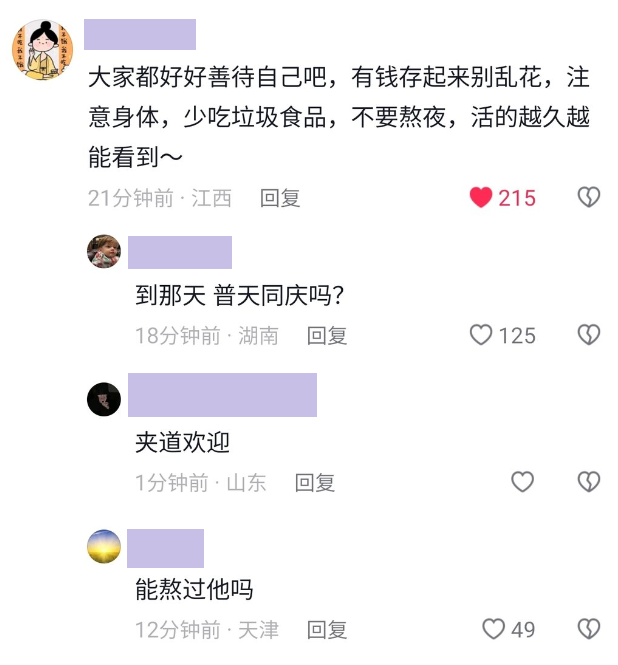 大家都好好善待自己吧，有钱存起来别乱花，注
意身体，少吃垃圾食品，不要熬夜，活的越久越
能看到～
21分钟前 · 江西 回复 215
到那天 普天同庆吗？
18分钟前 · 湖南 回复 125
夹道欢迎
1分钟前 · 山东 回复
能熬过他吗
12分钟前 · 天津 回复 49